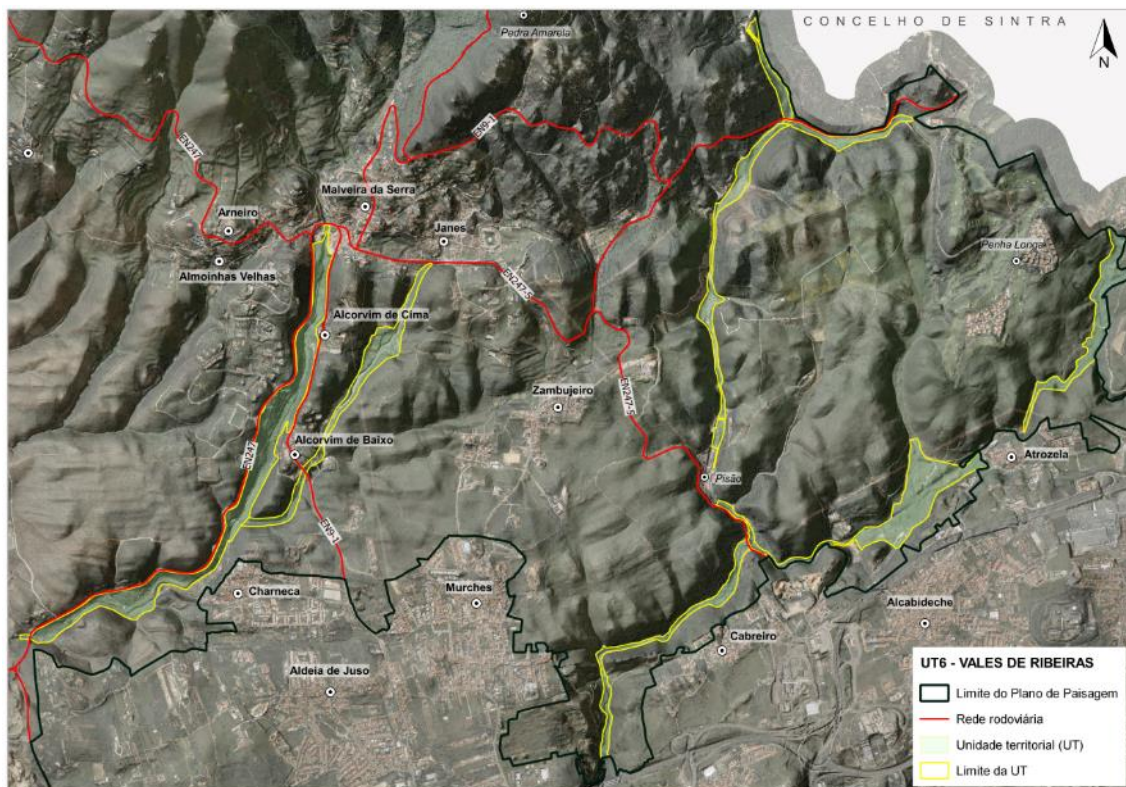 CONCELHO DE SINTRA
Pedra Amarela
N
EN9-1
EN247
Malveira da Serra
Arneiro
Janes
Almoinhas Velhas
Penha Longa
EN247-5
Alcorvim de Cima
Zambujeiro
EN247-5
EN247
Alcorvim de Baixo
Atrozela
Pisão
EN9-1
Charneca
Murches
Alcabideche
Cabreiro
Aldeia de Juso
UT6 - VALES DE RIBEIRAS
Limite do Plano de Paisagem
Rede rodoviária
Unidade territorial (UT)
Limite da UT